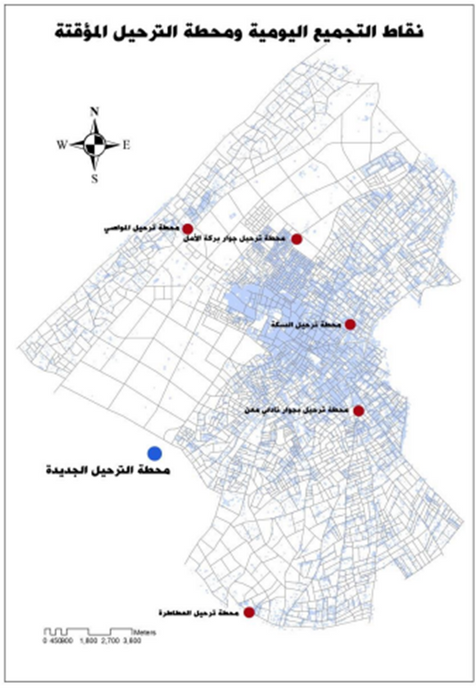 نقاط التجميع اليومية ومحطة الترحيل المؤقتة
N
W E
S
محطة ترحيل المواصي
محطة ترحيل جوار بركة الأمل
محطة ترحيل السكة
محطة ترحيل بجوار نادي معن
محطة الترحيل الجديدة
محطة ترحيل المطاطرة
Meters
0 450900 1,800 2,700 3,600